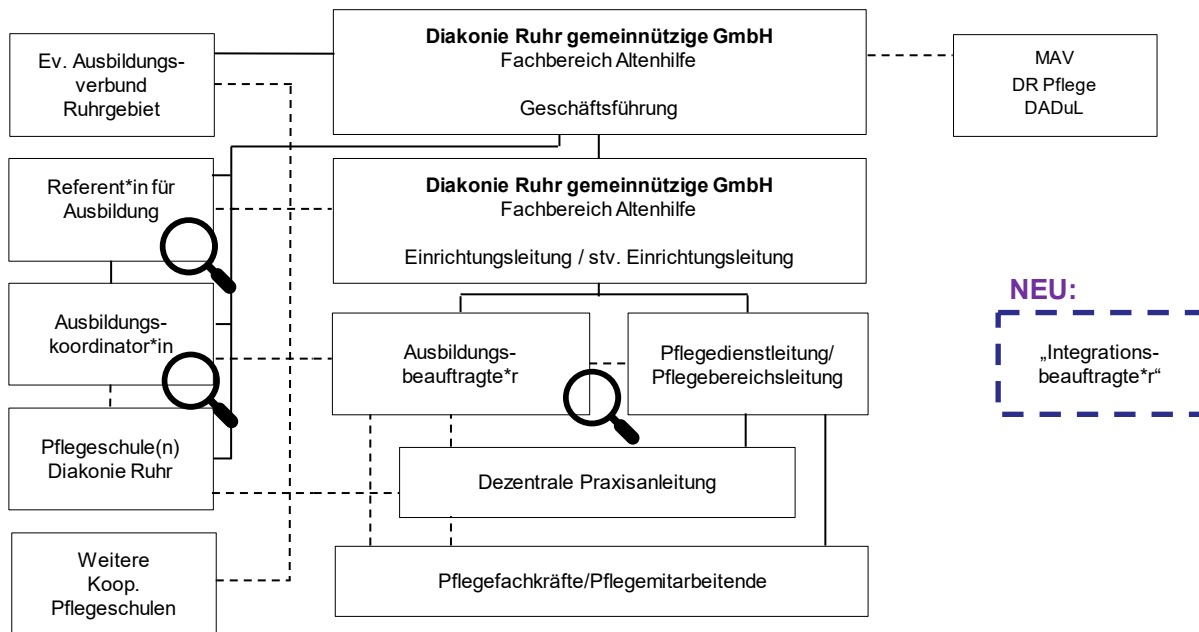 Diakonie Ruhr gemeinnützige GmbH
Fachbereich Altenhilfe
Geschäftsführung
Ev. Ausbildungs-
verbund
Ruhrgebiet
MAV
DR Pflege
DADuL
Referent*in für
Ausbildung
Diakonie Ruhr gemeinnützige GmbH
Fachbereich Altenhilfe
Einrichtungsleitung / stv. Einrichtungsleitung
NEU:
„Integrations-
beauftragte*r“
Ausbildungs-
koordinator*in
Ausbildungs-
beauftragte*r
Pflegedienstleitung/
Pflegebereichsleitung
Pflegeschule(n)
Diakonie Ruhr
Dezentrale Praxisanleitung
Weitere
Koop.
Pflegeschulen
Pflegefachkräfte/Pflegemitarbeitende